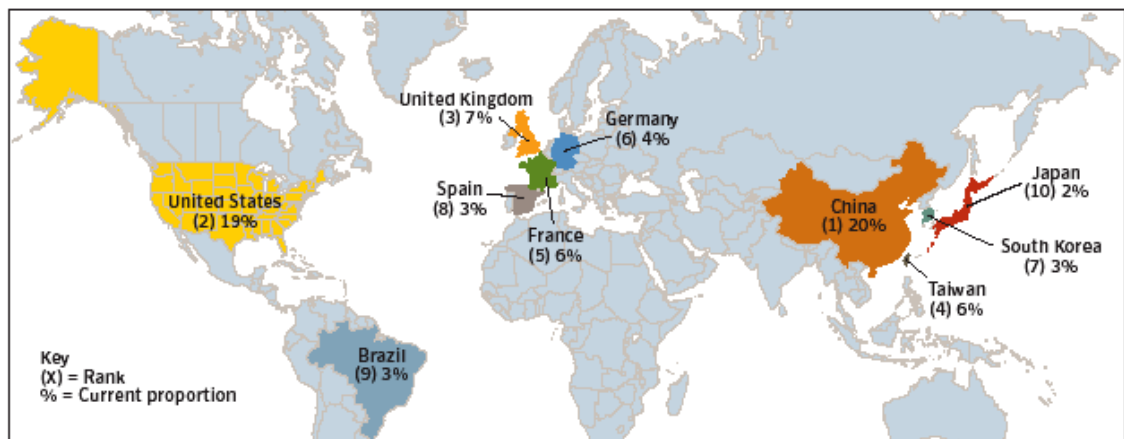 United Kingdom
(3) 7%
Germany
(6) 4%
Spain
(8) 3%
France
(5) 6%
United States
(2) 19%
China
(1) 20%
Japan
(10) 2%
South Korea
(7) 3%
Taiwan
(4) 6%
Brazil
(9) 3%
Key
(X) = Rank
% = Current proportion